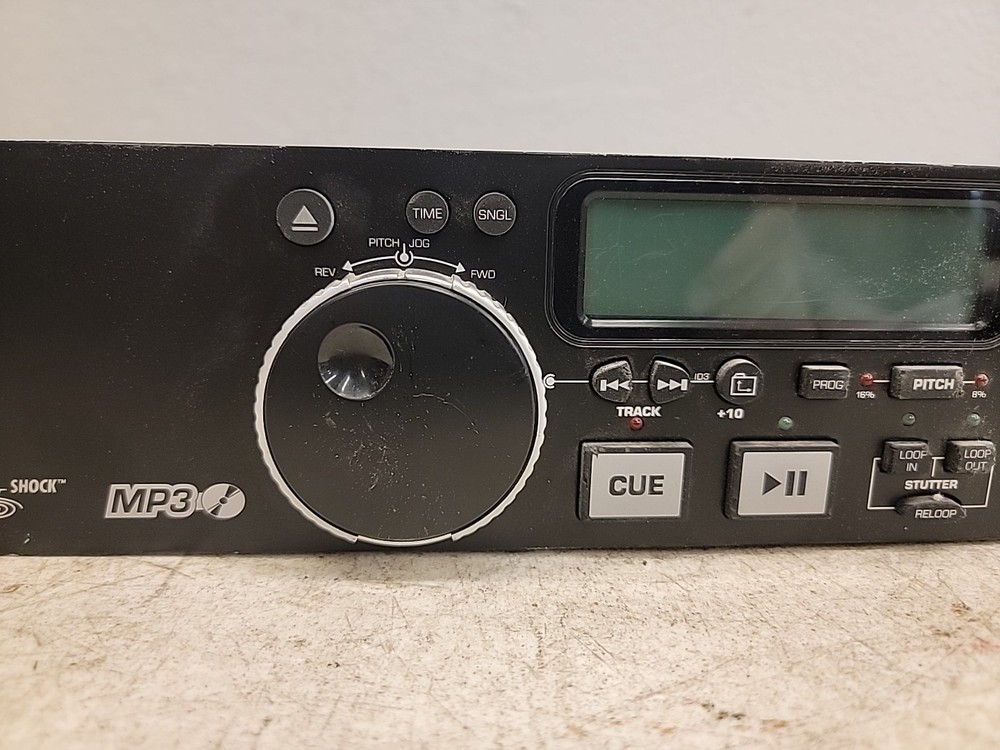 TIME
SNGL
PITCH JOG
REV
FWD
ID3
TRACK
+10
PROG
16%
PITCH
8%
SHOCK™
MP3
CUE
LOOP
IN
LOOP
OUT
STUTTER
RELOOP